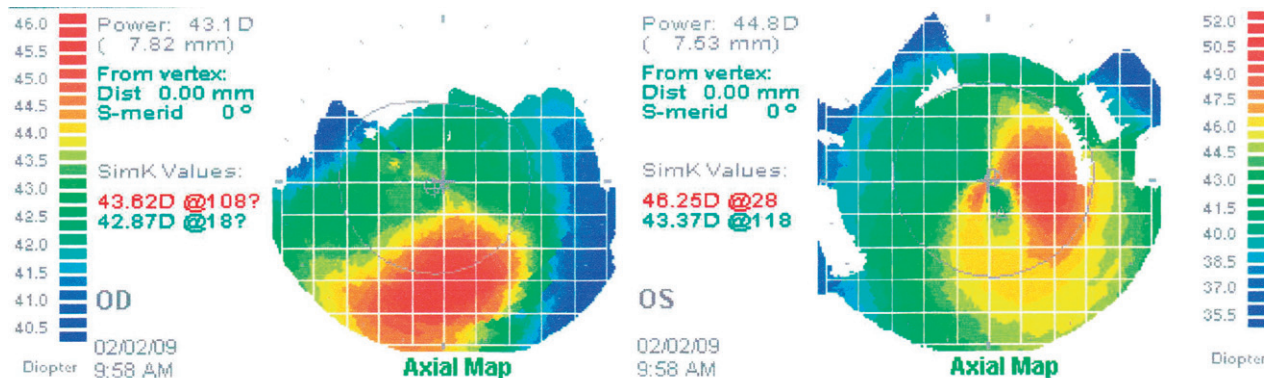 46.0
45.5
45.0
44.5
44.0
43.5
43.0
42.5
42.0
41.5
41.0
40.5
Diopter
Power: 43.1 D
( 7.82 mm)
From vertex:
Dist 0.00 mm
S-merid 0 °
SimK Values:
43.62D @108?
42.87D @18?
OD
02/02/09
9:58 AM
Axial Map
Power: 44.8 D
( 7.53 mm)
From vertex:
Dist 0.00 mm
S-merid 0 °
SimK Values:
46.25D @28
43.37D @118
OS
02/02/09
9:58 AM
Axial Map
52.0
50.5
49.0
47.5
46.0
44.5
43.0
41.5
40.0
38.5
37.0
35.5
Diopter